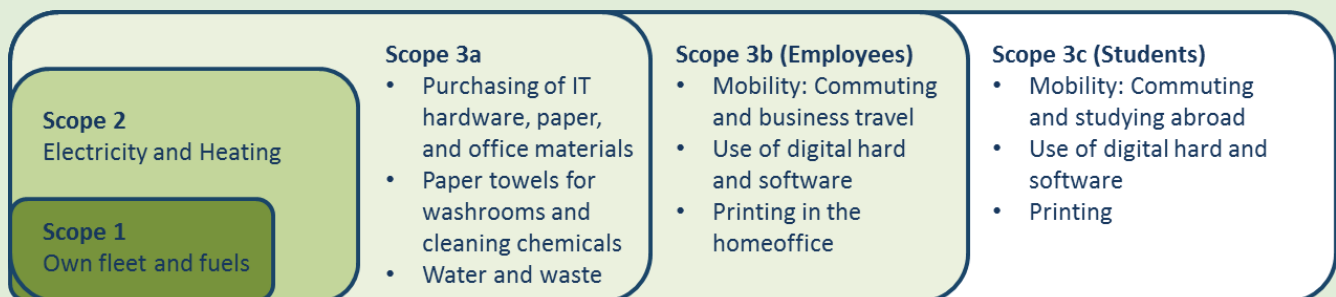 Scope 2
Electricity and Heating
Scope 1
Own fleet and fuels
Scope 3a
• Purchasing of IT
hardware, paper,
and office materials
• Paper towels for
washrooms and
cleaning chemicals
• Water and waste
Scope 3b (Employees)
• Mobility: Commuting
and business travel
• Use of digital hard
and software
• Printing in the
homeoffice
Scope 3c (Students)
• Mobility: Commuting
and studying abroad
• Use of digital hard and
software
• Printing